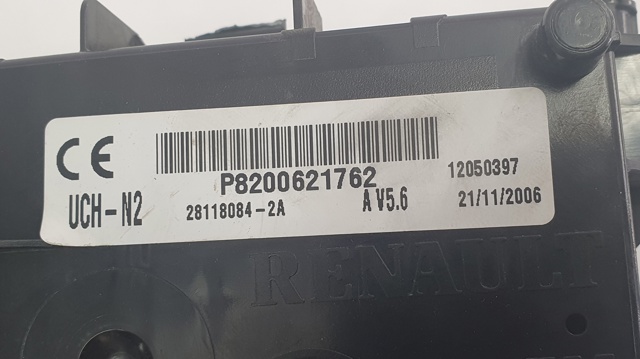 CE
P8200621762
12050397
UCH-N2
28118084-2A
A V5.6
21/11/2006
RENAULT